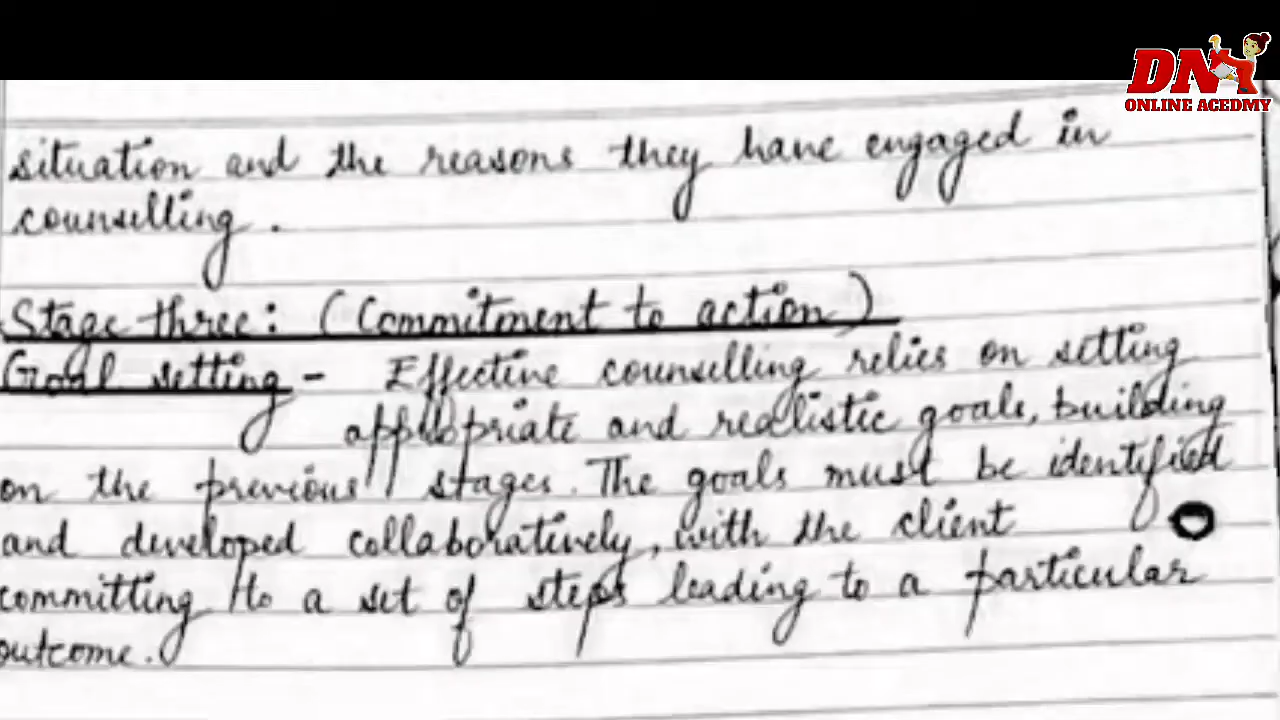 DNA
ONLINE ACEDMY
situation and the reasons they have engaged in
counselling.
Stage three: (Commitment to action)
Goal setting - Effective counselling relies on setting
appropriate and realistic goals, building
on the previous stages. The goals must be identified
and developed collaboratively, with the client
committing to a set of steps leading to a particular
outcome.